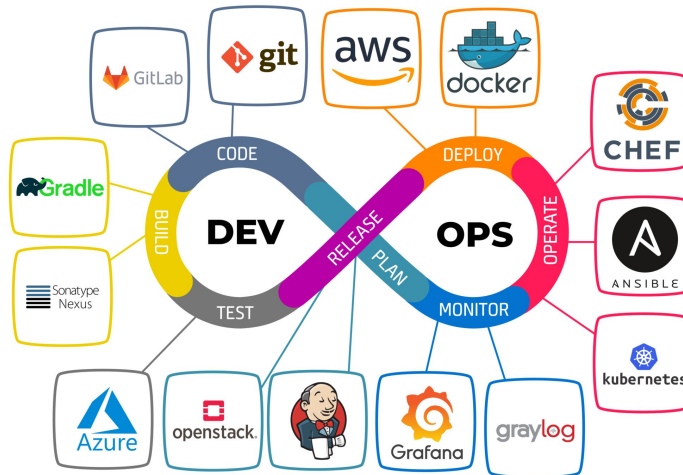 GitLab
git
aws
docker
CHEF
Gradle
CODE
DEPLOY
BUILD
DEV
RELEASE
OPS
OPERATE
ANSIBLE
PLAN
Sonatype
Nexus
TEST
MONITOR
kubernetes
Azure
openstack.
Grafana
graylog